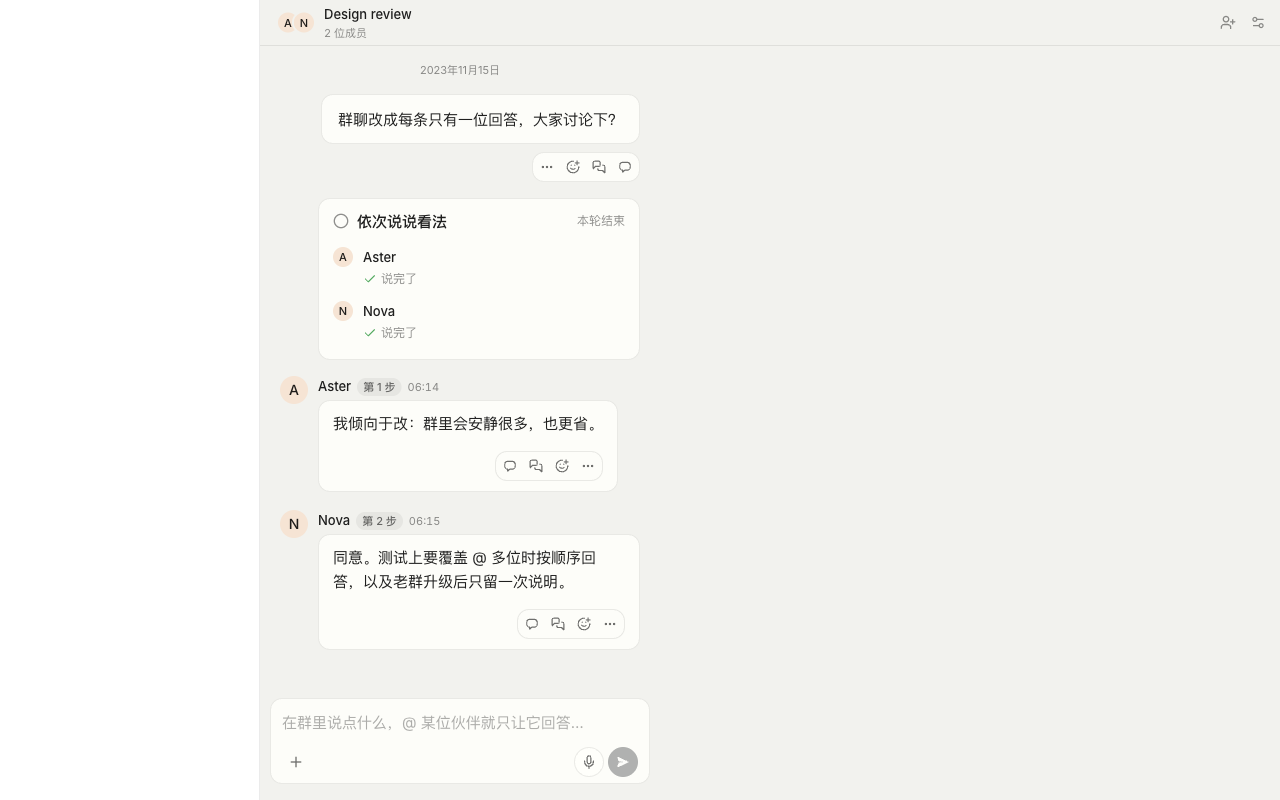 A N
Design review
2 位成员
2023年11月15日
群聊改成每条只有一位回答，大家讨论下?
依次说说看法
本轮结束
A
Aster
说完了
N
Nova
说完了
A
Aster
第 1 步
06:14
我倾向于改：群里会安静很多，也更省。
N
Nova
第 2 步
06:15
同意。测试上要覆盖 @ 多位时按顺序回
答，以及老群升级后只留一次说明。
在群里说点什么，@ 某位伙伴就只让它回答...